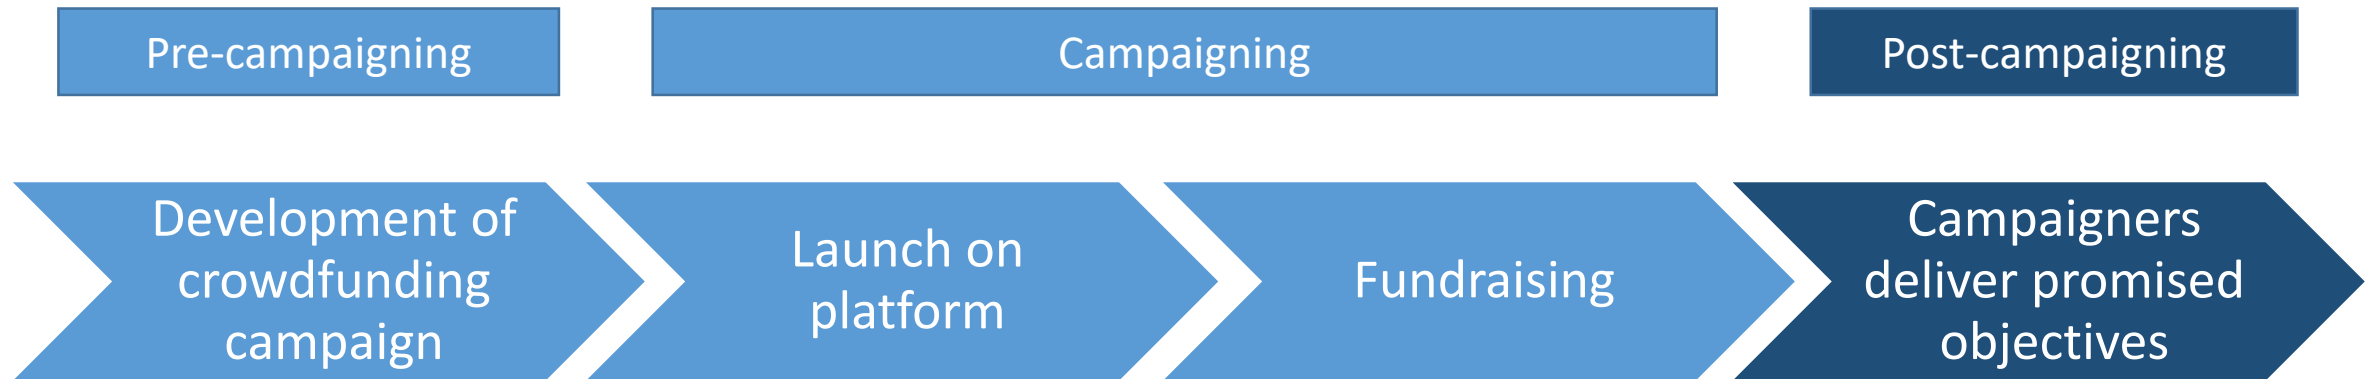 Pre-campaigning
Campaigning
Post-campaigning
Development of
crowdfunding
campaign
Launch on
platform
Fundraising
Campaigners
deliver promised
objectives